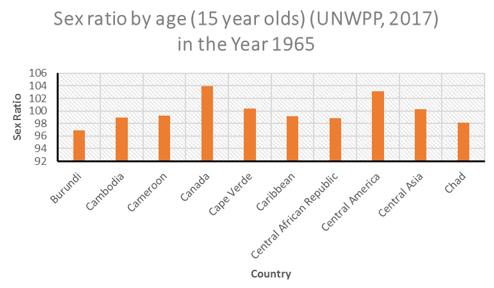 Sex ratio by age (15 year olds) (UNWPP, 2017)
in the Year 1965
Sex Ratio
106
104
102
100
98
96
94
92
Burundi
Cambodia
Cameroon
Canada
Cape Verde
Caribbean
Central African Republic
Central America
Central Asia
Chad
Country